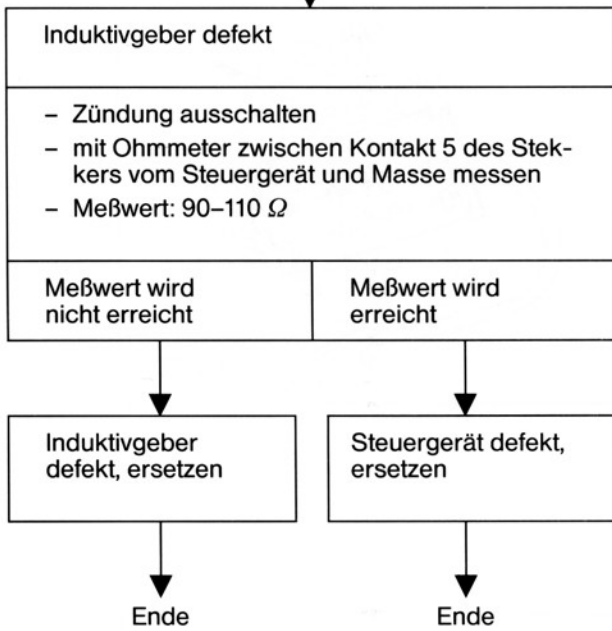 Induktivgeber defekt
– Zündung ausschalten
– mit Ohmmeter zwischen Kontakt 5 des Stek-
kers vom Steuergerät und Masse messen
– Meßwert: 90–110 Ω
Meßwert wird
nicht erreicht
Meßwert wird
erreicht
Induktivgeber
defekt, ersetzen
Steuergerät defekt,
ersetzen
Ende
Ende